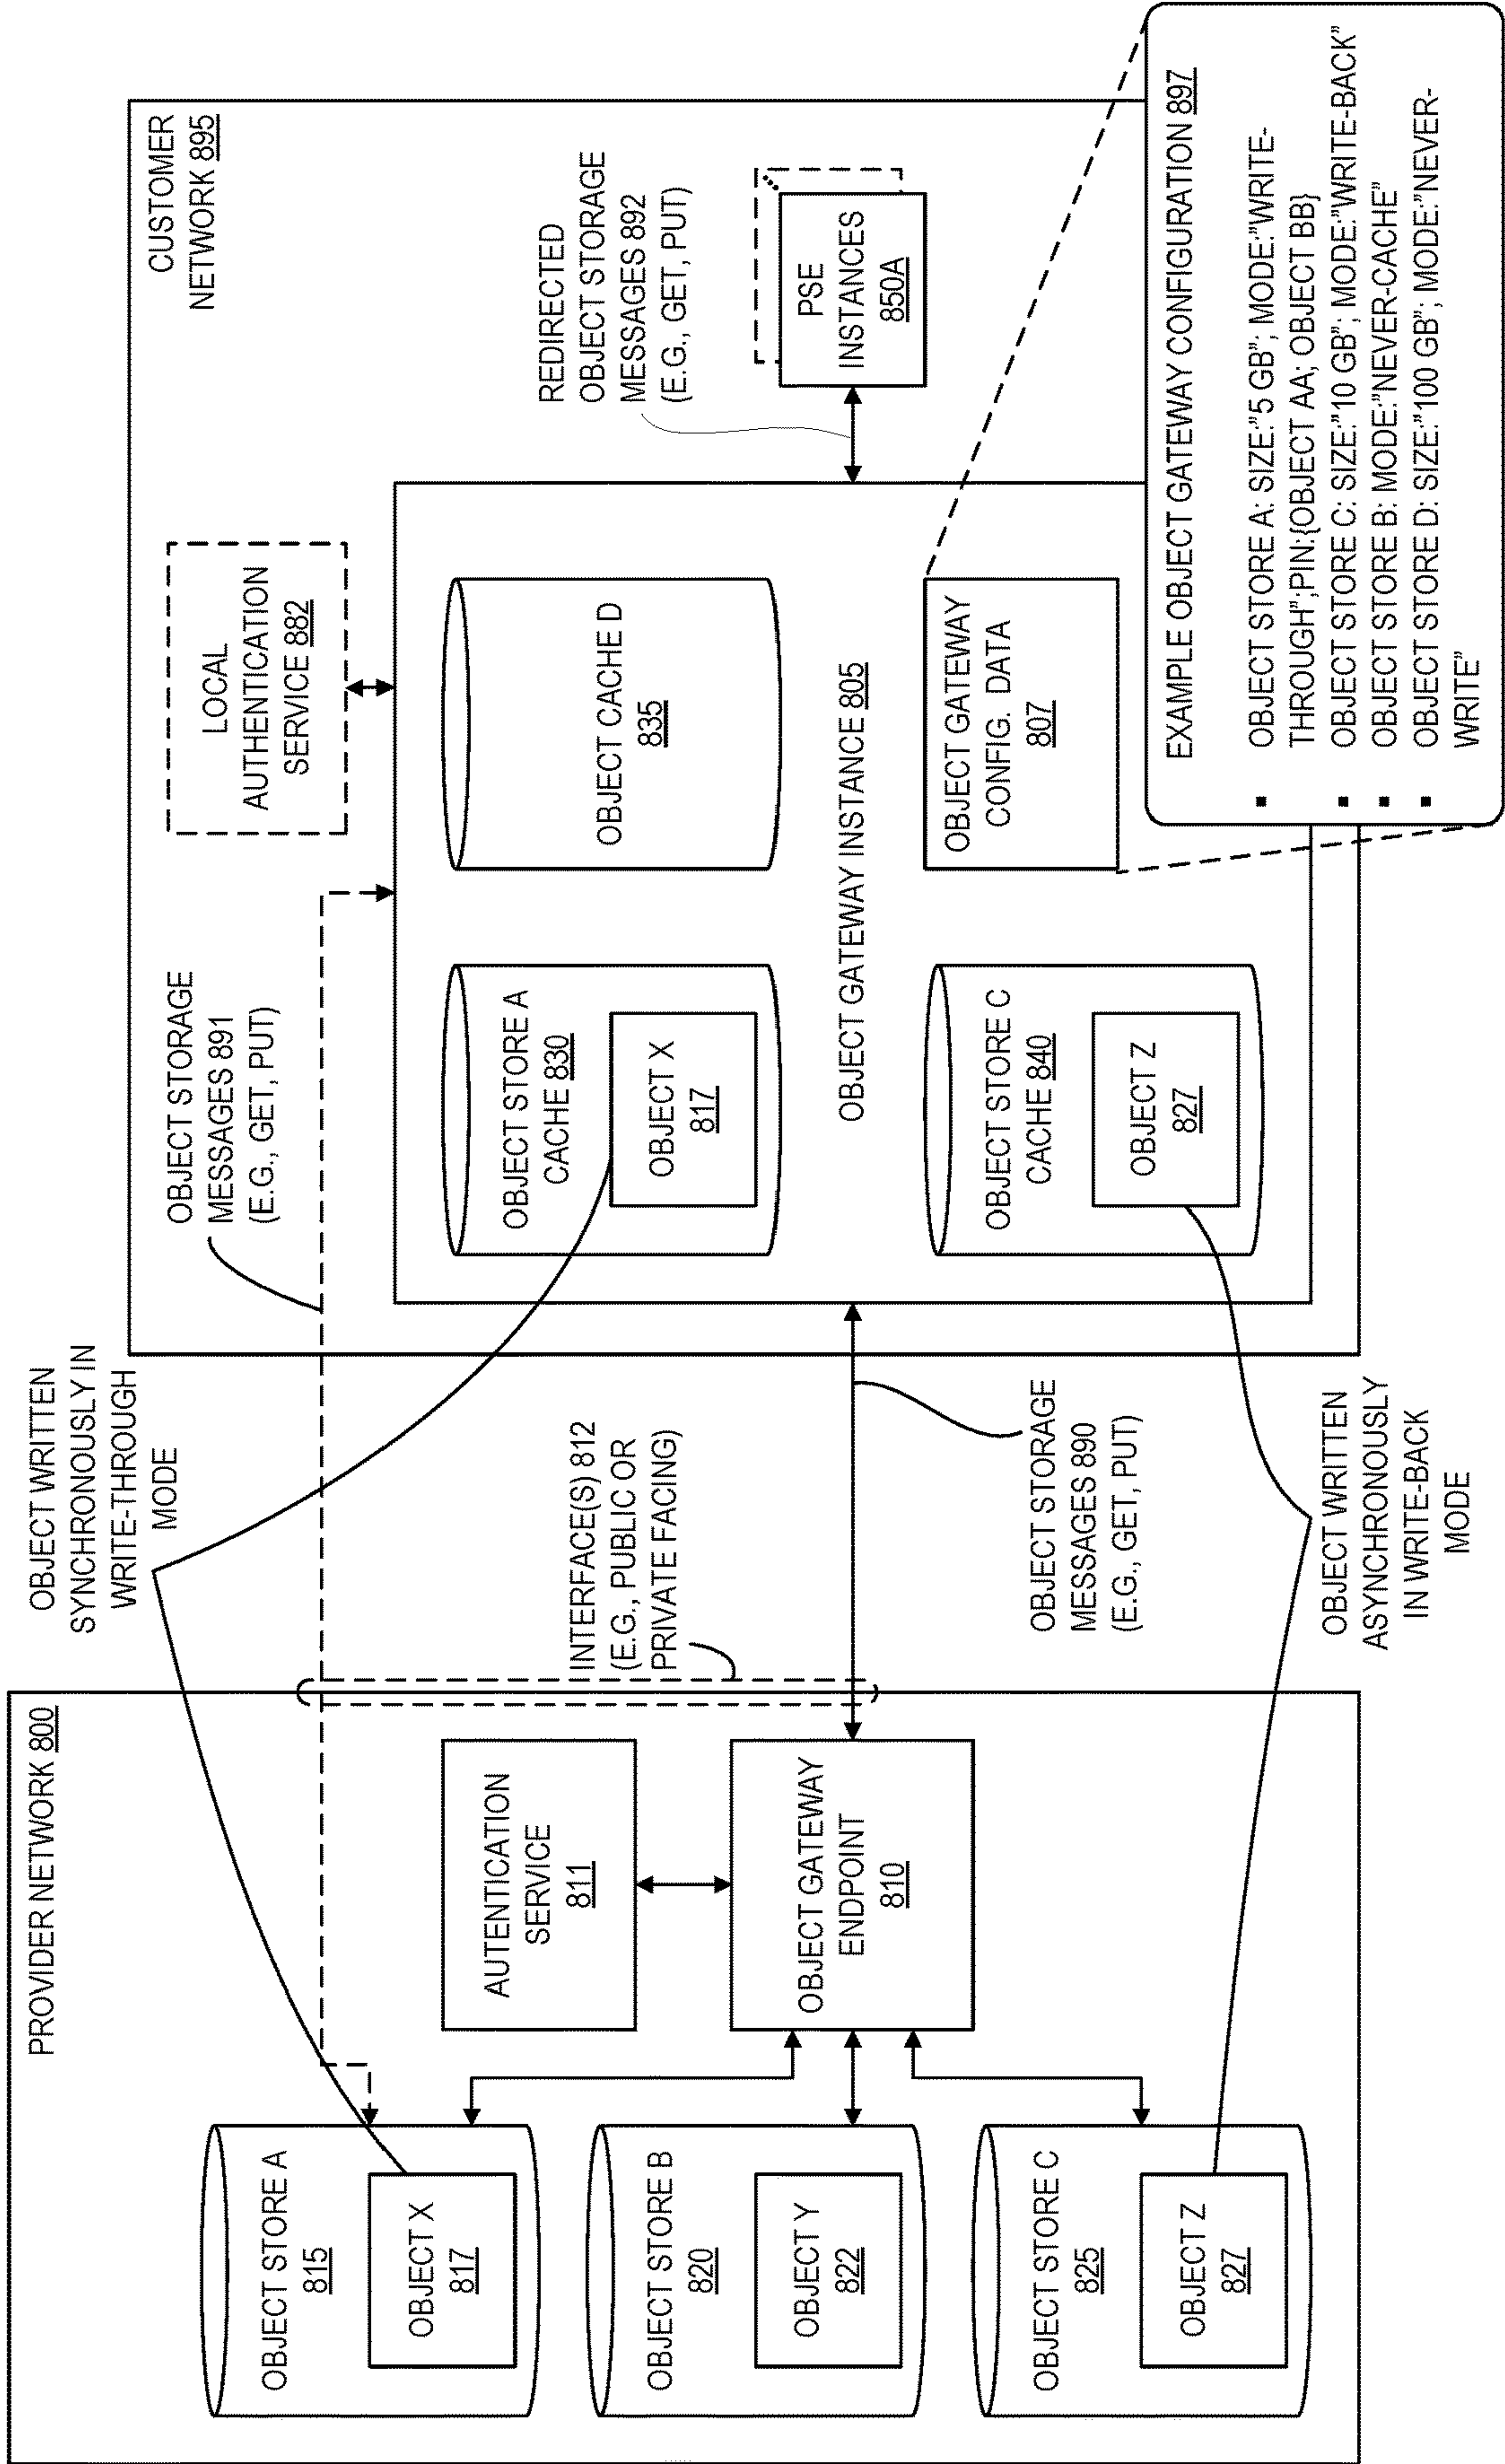 PROVIDER NETWORK 800
OBJECT STORE A
815
OBJECT X
817
OBJECT STORE B
820
OBJECT Y
822
OBJECT STORE C
825
OBJECT Z
827
AUTENTICATION
SERVICE
811
OBJECT GATEWAY
ENDPOINT
810
OBJECT WRITTEN
SYNCHRONOUSLY IN
WRITE-THROUGH
MODE
INTERFACE(S) 812
(E.G., PUBLIC OR
PRIVATE FACING)
OBJECT STORAGE
MESSAGES 890
(E.G., GET, PUT)
OBJECT WRITTEN
ASYNCHRONOUSLY
IN WRITE-BACK
MODE
OBJECT STORAGE
MESSAGES 891
(E.G., GET, PUT)
CUSTOMER
NETWORK 895
LOCAL
AUTHENTICATION
SERVICE 882
OBJECT STORE A
CACHE 830
OBJECT X
817
OBJECT CACHE D
835
OBJECT GATEWAY INSTANCE 805
OBJECT STORE C
CACHE 840
OBJECT Z
827
OBJECT GATEWAY
CONFIG. DATA
807
REDIRECTED
OBJECT STORAGE
MESSAGES 892
(E.G., GET, PUT)
PSE
INSTANCES
850A
EXAMPLE OBJECT GATEWAY CONFIGURATION 897
▪ OBJECT STORE A: SIZE:”5 GB”; MODE:”WRITE-
THROUGH”;PIN:{OBJECT AA; OBJECT BB}
▪ OBJECT STORE C: SIZE:”10 GB”; MODE:”WRITE-BACK”
▪ OBJECT STORE B: MODE:”NEVER-CACHE”
▪ OBJECT STORE D: SIZE:”100 GB”; MODE:”NEVER-
WRITE”